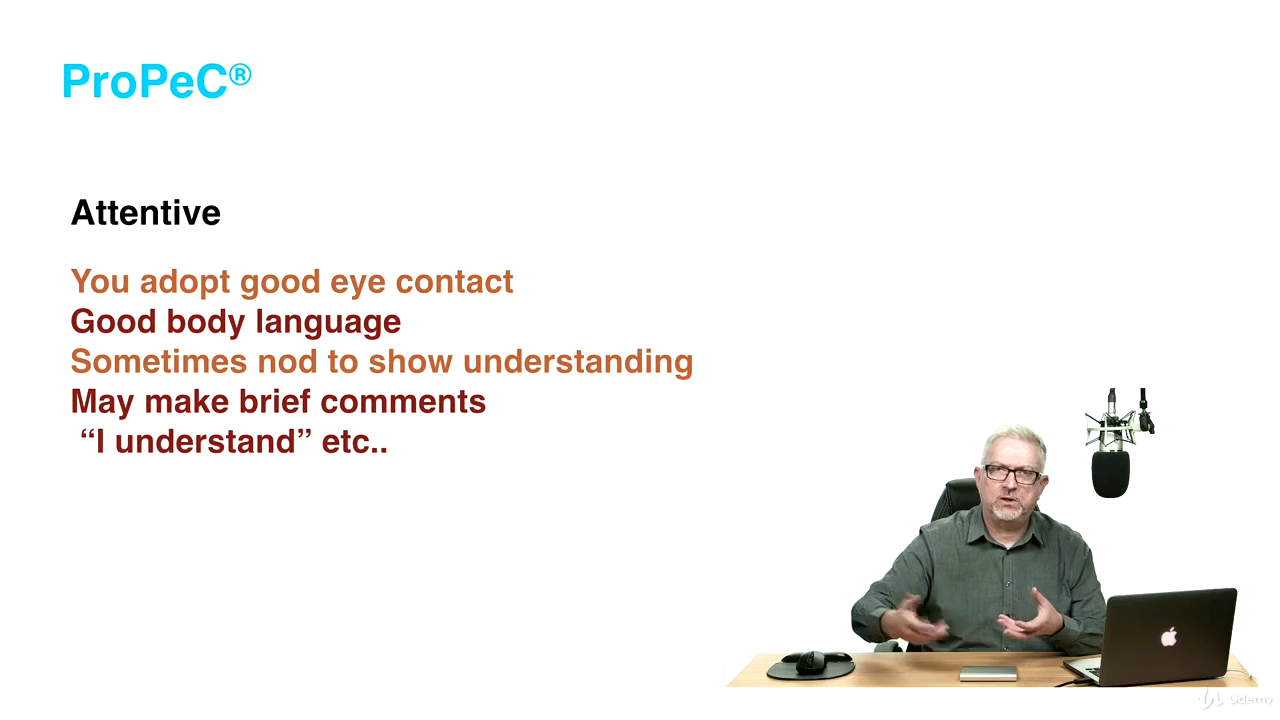 ProPeC®
Attentive
You adopt good eye contact
Good body language
Sometimes nod to show understanding
May make brief comments
“I understand” etc..
Udemy